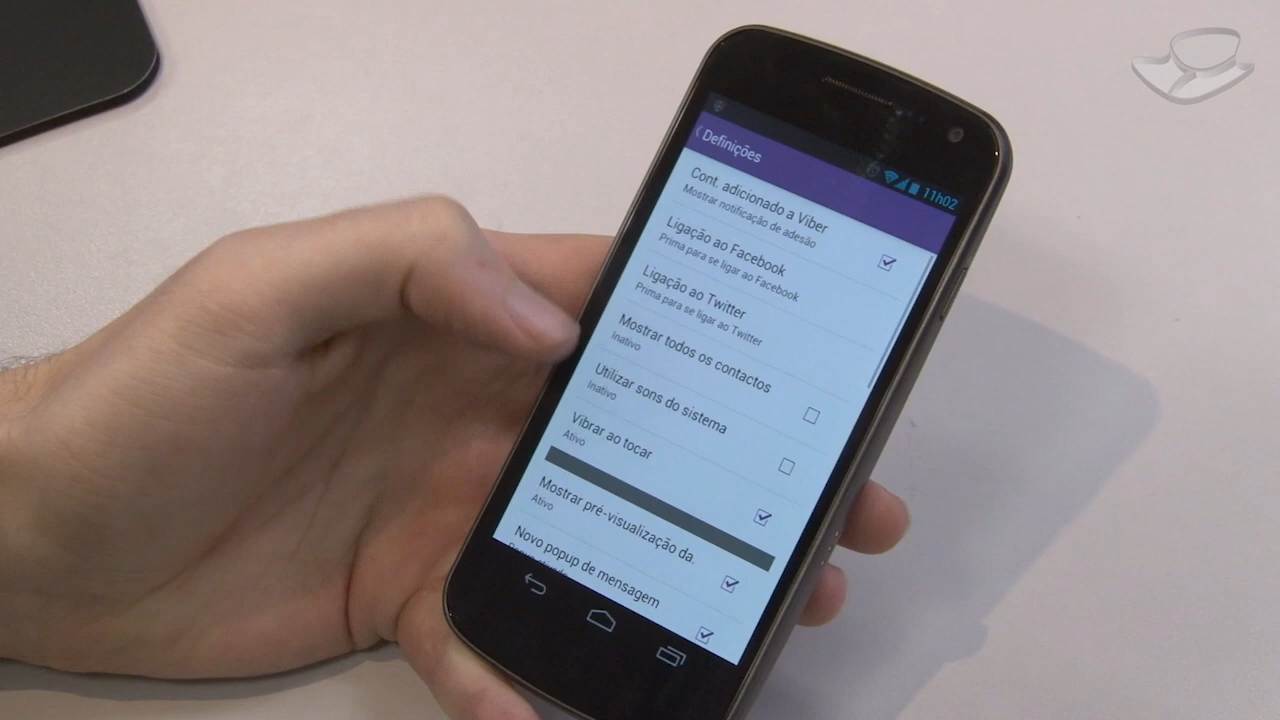 11h02
Definições
Cont. adicionado a Viber
Mostrar notificação de adesão
Ligação ao Facebook
Prima para se ligar ao Facebook
Ligação ao Twitter
Prima para se ligar ao Twitter
Mostrar todos os contactos
Inativo
Utilizar sons do sistema
Inativo
Vibrar ao tocar
Ativo
Mostrar pré-visualização da.
Ativo
Novo popup de mensagem